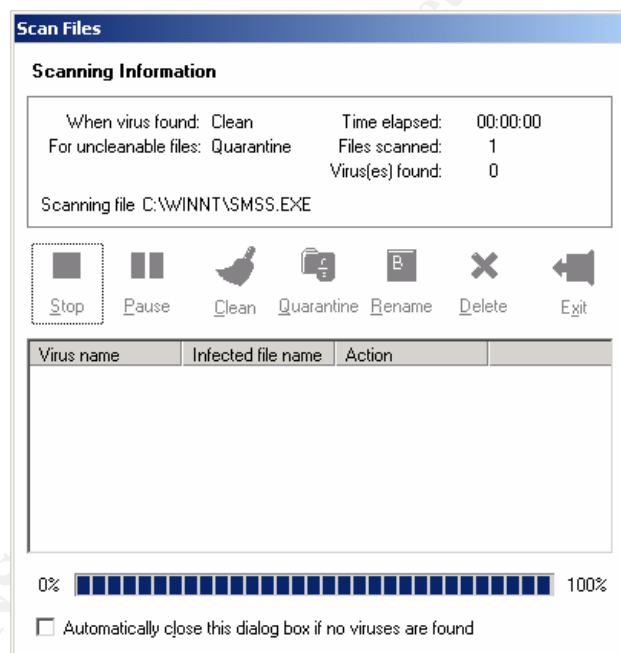 Scan Files
Scanning Information
When virus found: Clean Time elapsed: 00:00:00
For uncleanable files: Quarantine Files scanned: 1
Virus(es) found: 0
Scanning file C:\WINNT\SMSS.EXE
Stop Pause Clean Quarantine Rename Delete Exit
Virus name Infected file name Action
0% 100%
Automatically close this dialog box if no viruses are found